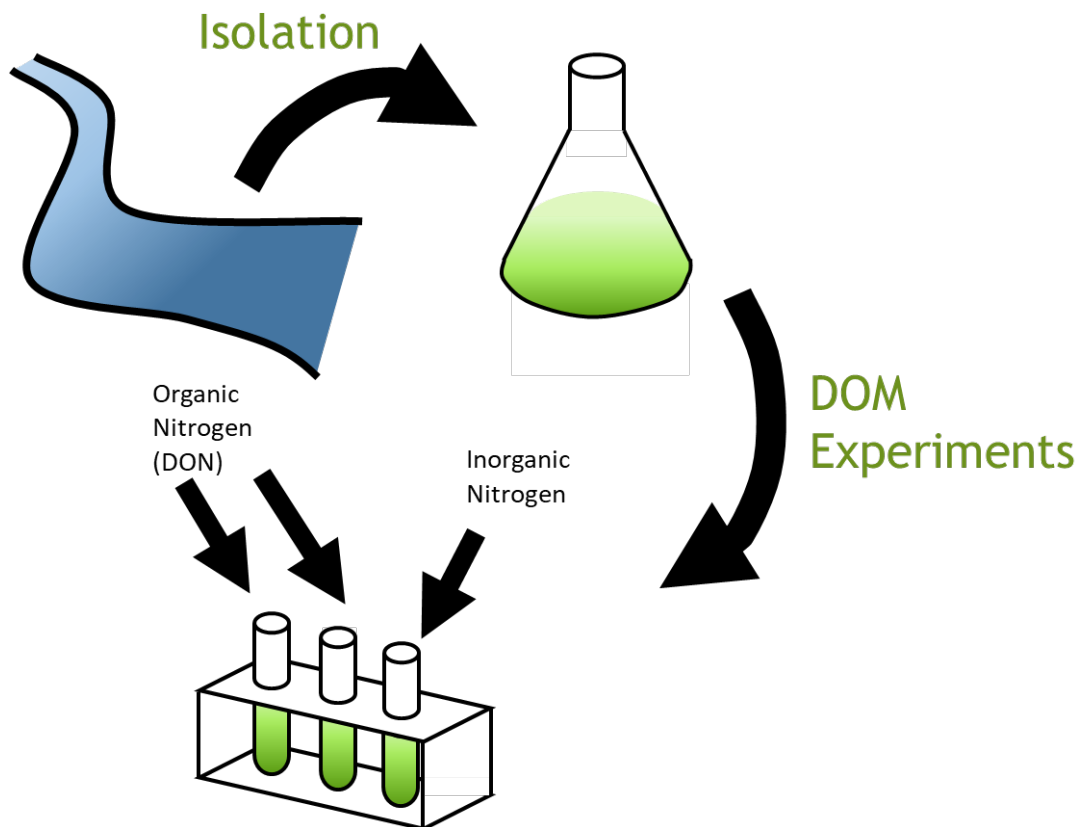 Isolation
DOM
Experiments
Organic
Nitrogen
(DON)
Inorganic
Nitrogen